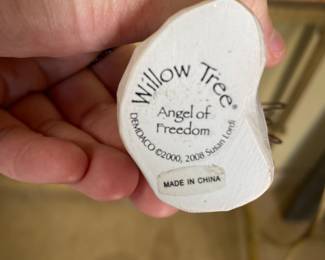 Willow Tree®
Angel of
Freedom
DEMDACO ©2000, 2008 Susan Lordi
MADE IN CHINA